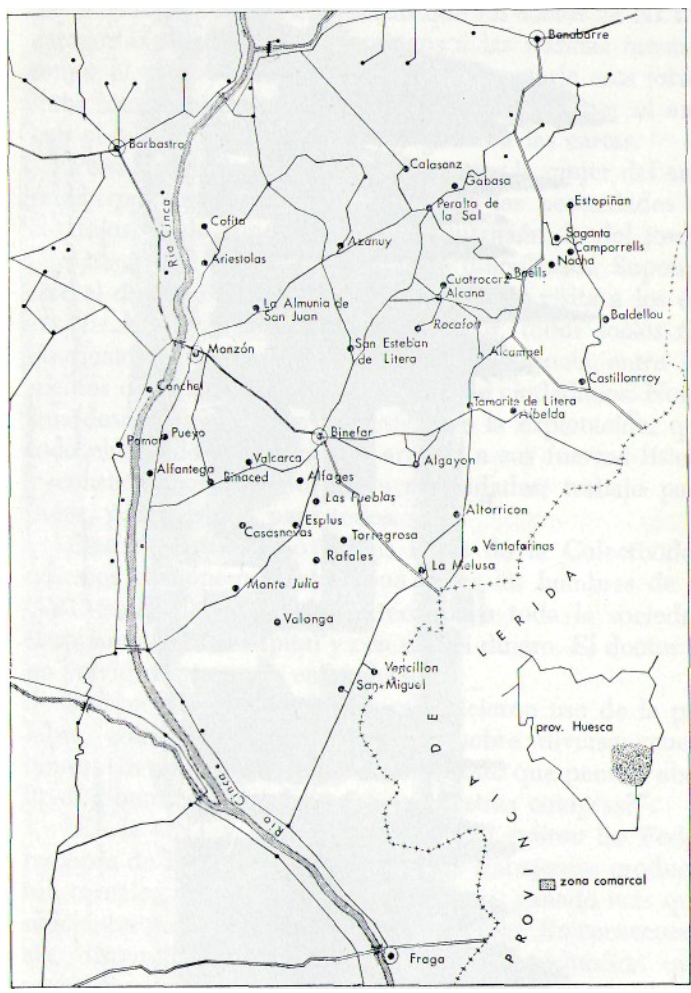 Benabarre
Barbastro
Calasanz
Gabasa
Peralta de
la Sal
Estopiñan
Cofita
Azanuy
Saganta
Camporrells
Nacha
Río Cinca
Ariestolas
Baells
Cuatrocorz
Alcana
La Almunia de
San Juan
Baldellou
Rocafort
Monzón
San Esteban
de Litera
Alcampel
Castillonrroy
Conchel
Tamarite de Litera
Albelda
Binefar
Pomar
Pueyo
Valcarca
Algayon
Alfantega
Binaced
Alfages
Las Pueblas
Altorricon
Casasnovas
Esplus
Torregrosa
Ventafarinas
Rafales
La Melusa
Monte Julia
Valonga
Vencillon
San Miguel
PROVINCIA DE LERIDA
prov. Huesca
Río Cinca
zona comarcal
Fraga